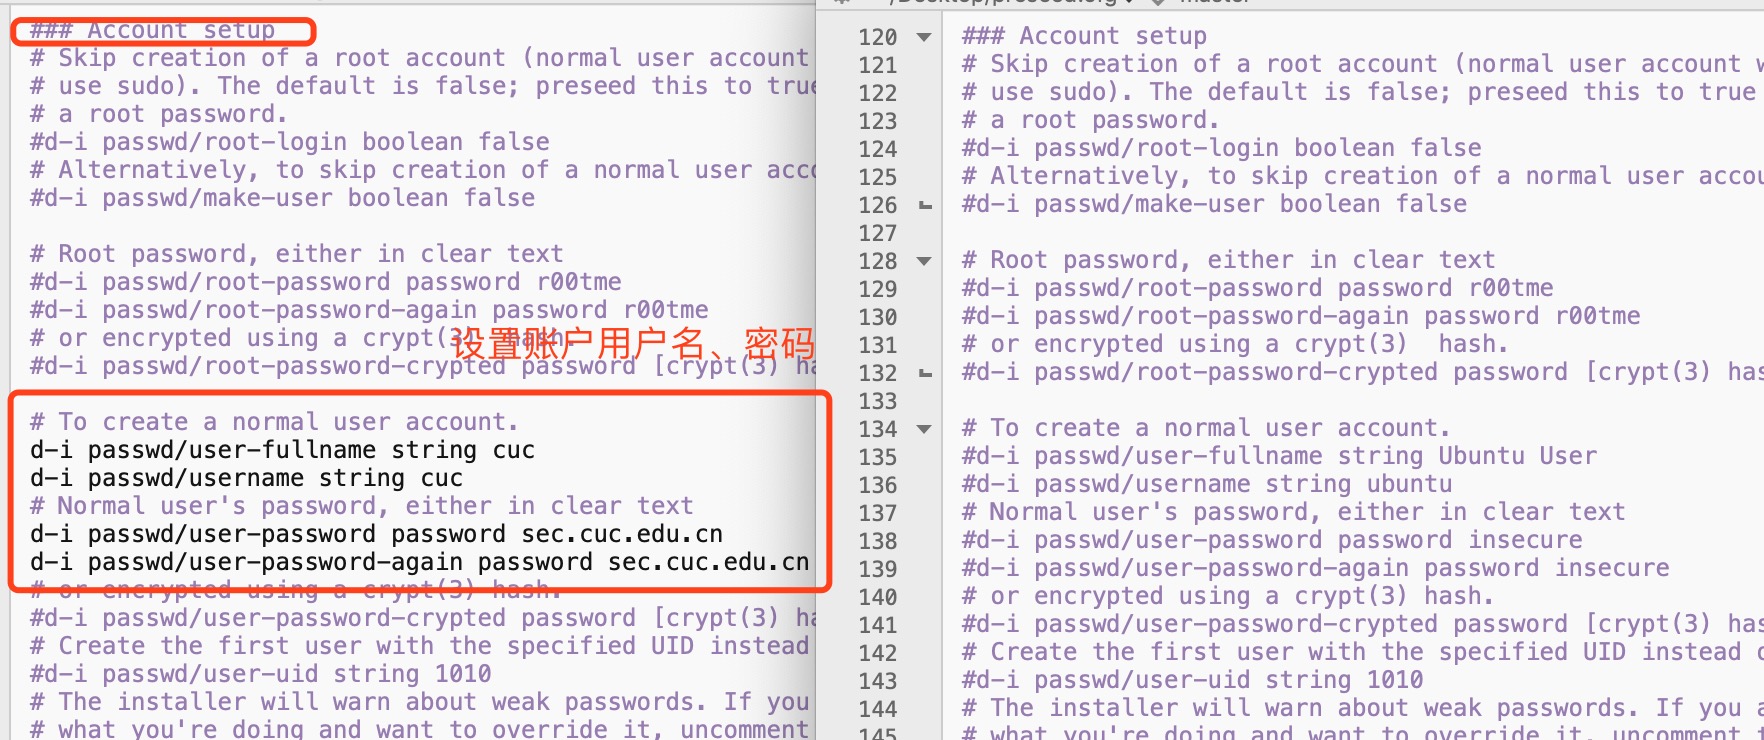 ### Account setup
# Skip creation of a root account (normal user account
# use sudo). The default is false; preseed this to true
# a root password.
#d-i passwd/root-login boolean false
# Alternatively, to skip creation of a normal user acco
#d-i passwd/make-user boolean false
# Root password, either in clear text
#d-i passwd/root-password password r00tme
#d-i passwd/root-password-again password r00tme
# or encrypted using a crypt(3) hash.
设置账户用户名、密码
#d-i passwd/root-password-crypted password [crypt(3) ha
# To create a normal user account.
d-i passwd/user-fullname string cuc
d-i passwd/username string cuc
# Normal user's password, either in clear text
d-i passwd/user-password password sec.cuc.edu.cn
d-i passwd/user-password-again password sec.cuc.edu.cn
# or encrypted using a crypt(3) hash.
#d-i passwd/user-password-crypted password [crypt(3) ha
# Create the first user with the specified UID instead
#d-i passwd/user-uid string 1010
# The installer will warn about weak passwords. If you
# what you're doing and want to override it, uncomment
~/Desktop/preseed.org master
120 ### Account setup
121 # Skip creation of a root account (normal user account w
122 # use sudo). The default is false; preseed this to true
123 # a root password.
124 #d-i passwd/root-login boolean false
125 # Alternatively, to skip creation of a normal user accou
126 #d-i passwd/make-user boolean false
127
128 # Root password, either in clear text
129 #d-i passwd/root-password password r00tme
130 #d-i passwd/root-password-again password r00tme
131 # or encrypted using a crypt(3)  hash.
132 #d-i passwd/root-password-crypted password [crypt(3) has
133
134 # To create a normal user account.
135 #d-i passwd/user-fullname string Ubuntu User
136 #d-i passwd/username string ubuntu
137 # Normal user's password, either in clear text
138 #d-i passwd/user-password password insecure
139 #d-i passwd/user-password-again password insecure
140 # or encrypted using a crypt(3) hash.
141 #d-i passwd/user-password-crypted password [crypt(3) has
142 # Create the first user with the specified UID instead o
143 #d-i passwd/user-uid string 1010
144 # The installer will warn about weak passwords. If you a
145 # what you're doing and want to override it, uncomment